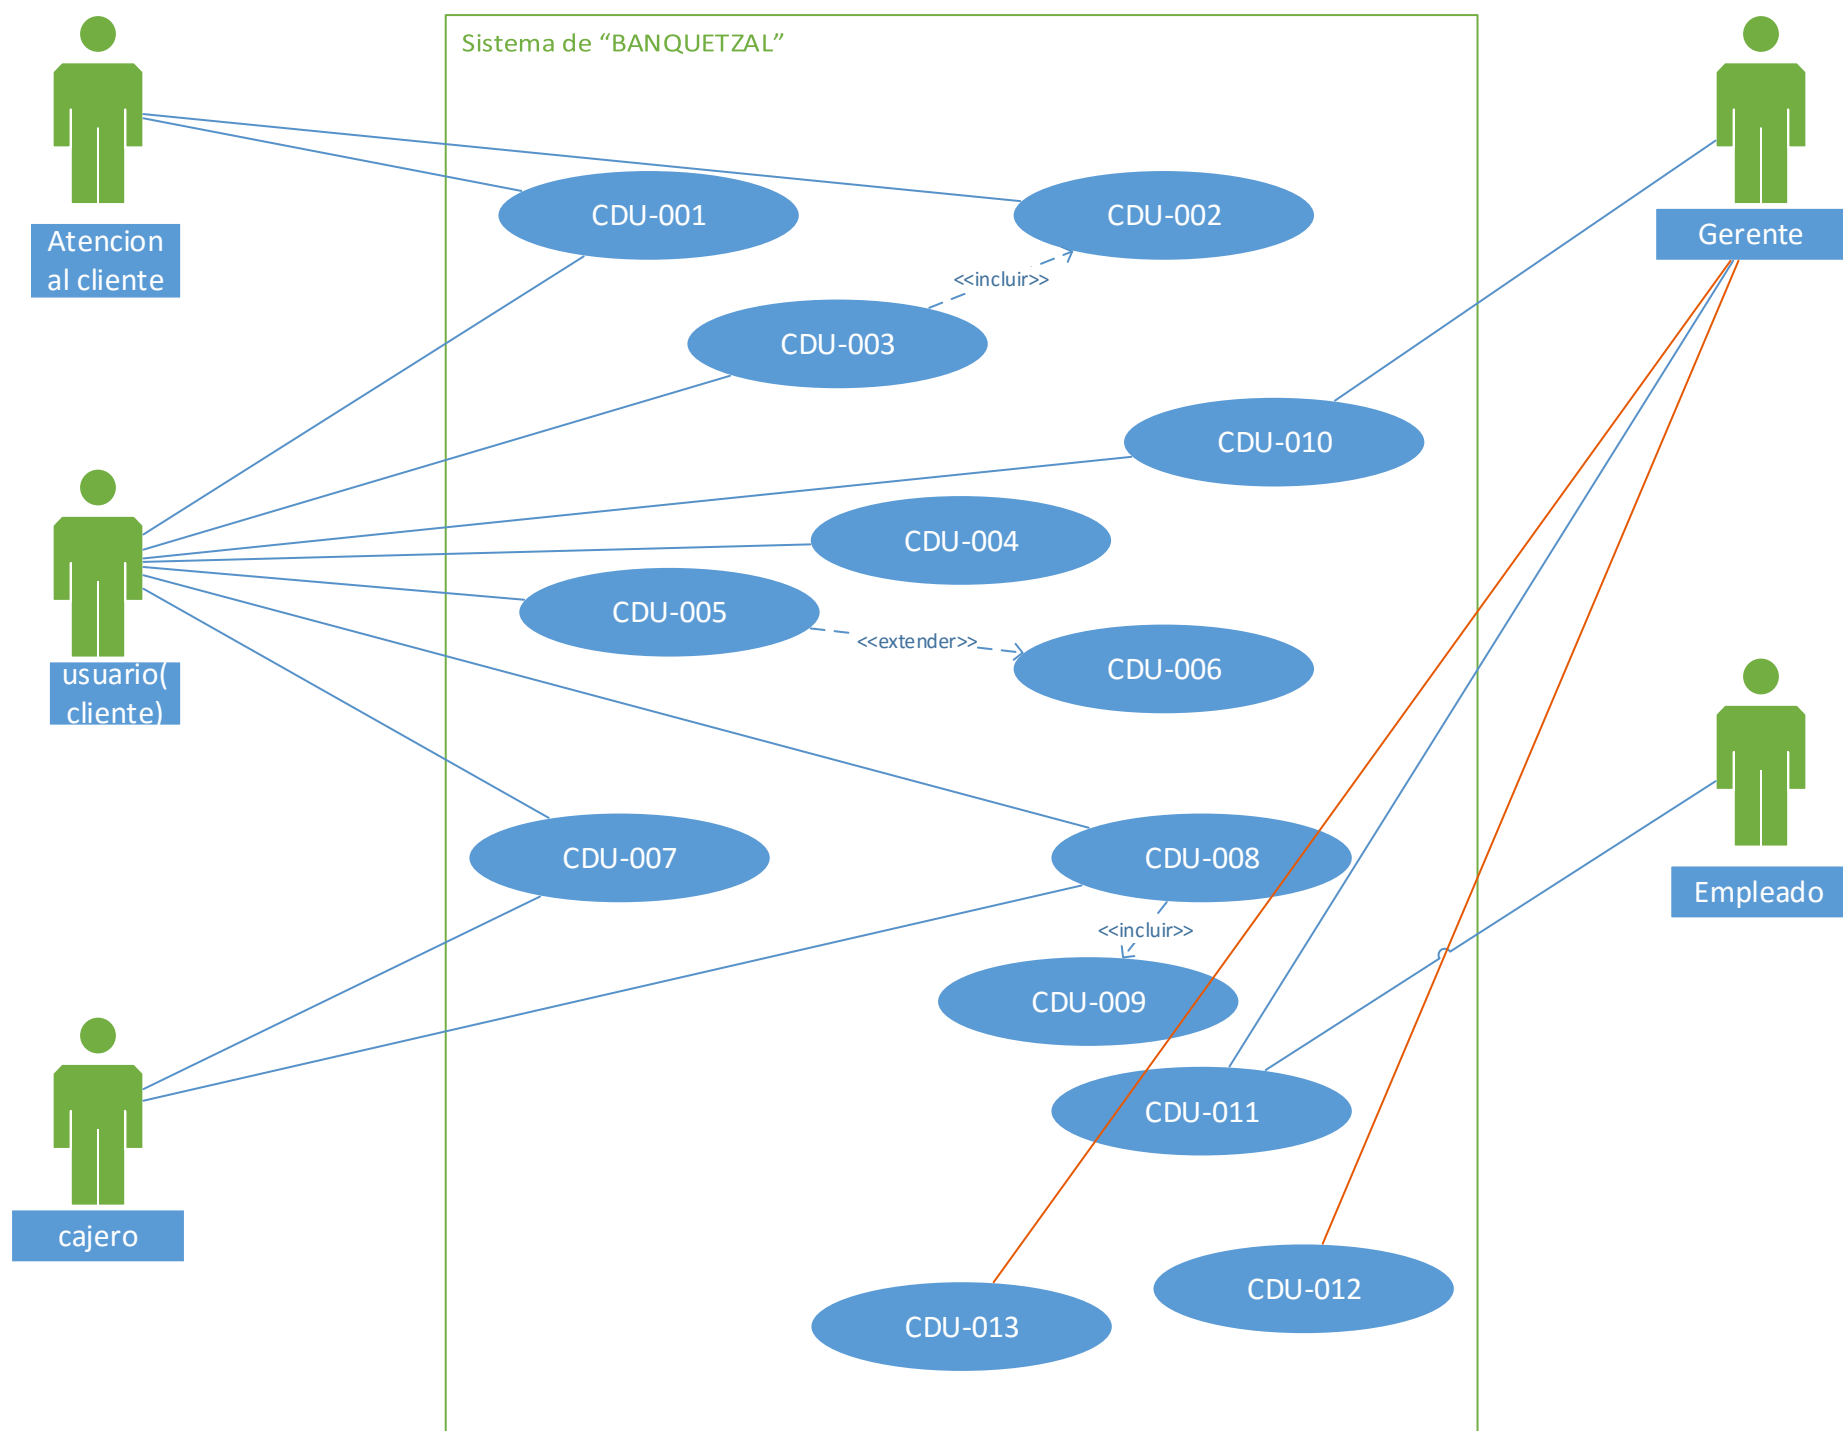 Sistema de “BANQUETZAL”
Atencion
al cliente
CDU-001
CDU-002
Gerente
<<incluir>>
CDU-003
CDU-010
CDU-004
CDU-005
<<extender>>
CDU-006
usuario(
cliente)
CDU-007
CDU-008
Empleado
<<incluir>>
CDU-009
CDU-011
cajero
CDU-012
CDU-013